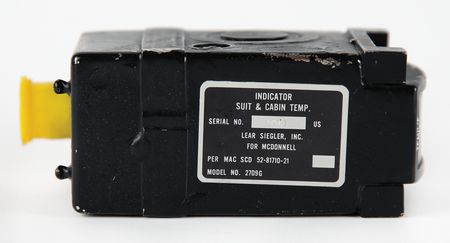 INDICATOR
SUIT & CABIN TEMP.
SERIAL NO. US
LEAR SIEGLER, INC.
FOR MCDONNELL
PER MAC SCD 52-81710-21
MODEL NO. 2709G